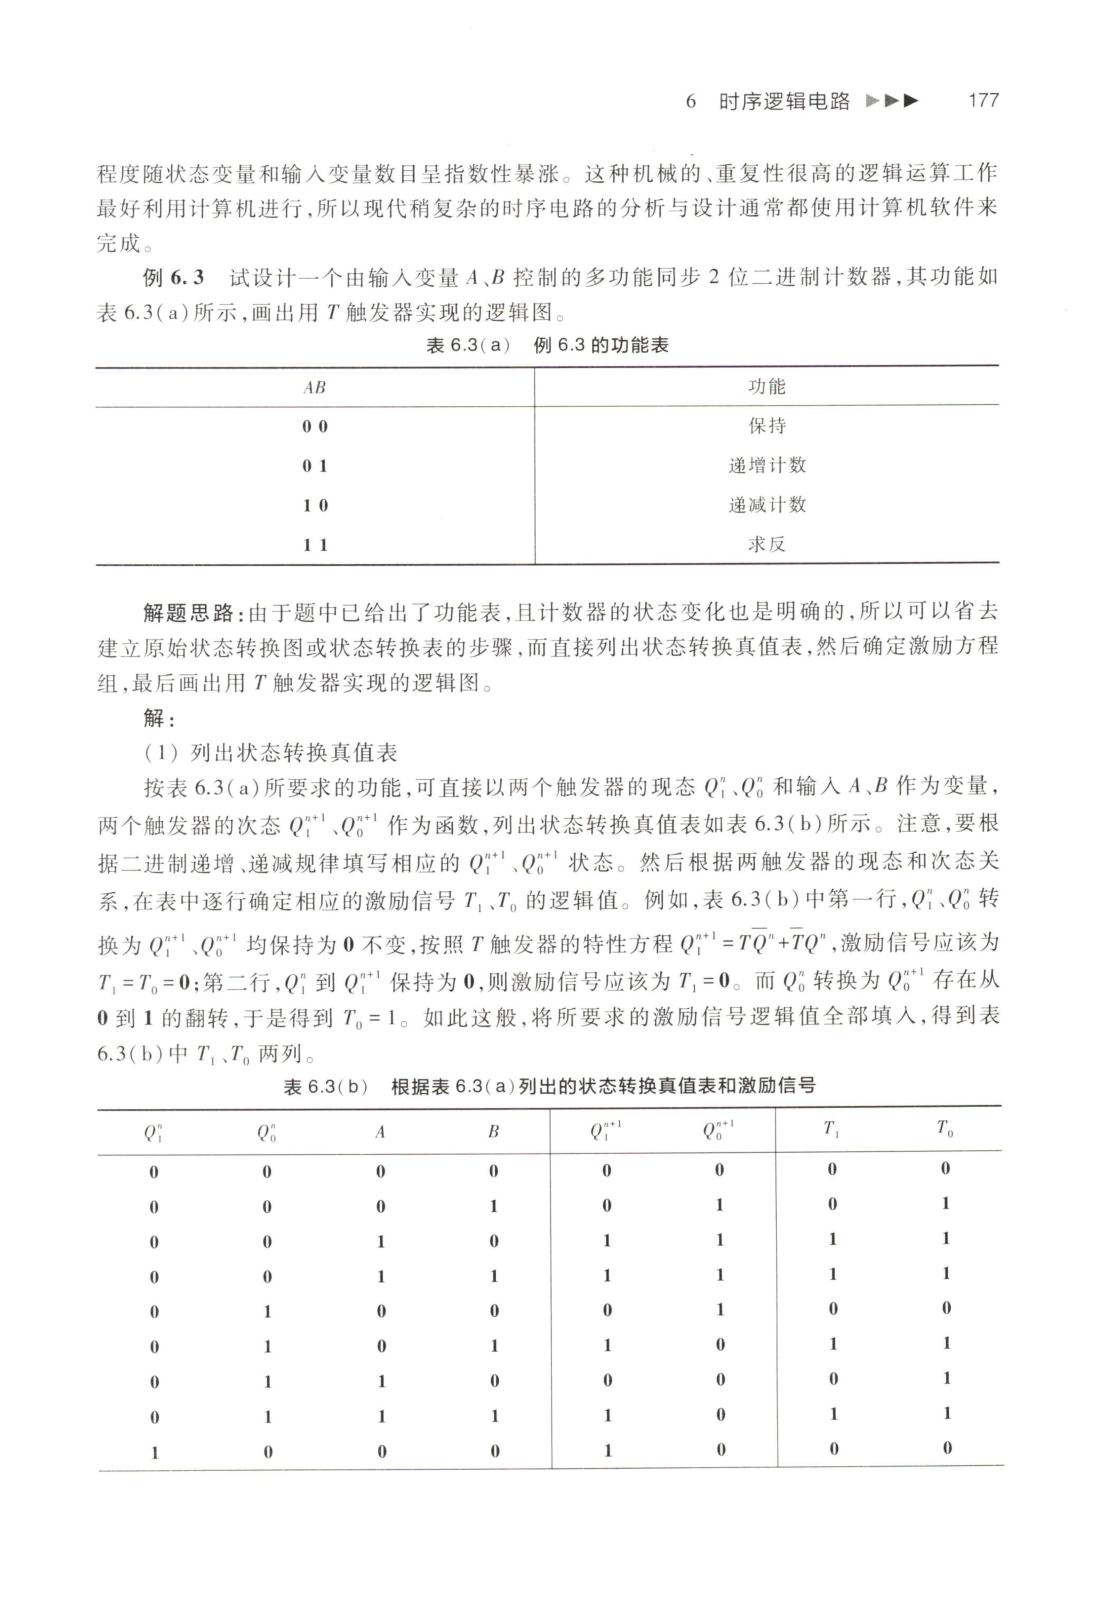 6 时序逻辑电路 ▶▶▶ 177
程度随状态变量和输入变量数目呈指数性暴涨。这种机械的、重复性很高的逻辑运算工作
最好利用计算机进行,所以现代稍复杂的时序电路的分析与设计通常都使用计算机软件来
完成。
例 6.3 试设计一个由输入变量 A、B 控制的多功能同步 2 位二进制计数器,其功能如
表 6.3(a)所示,画出用 T 触发器实现的逻辑图。
表 6.3(a) 例 6.3 的功能表
AB 功能
0 0 保持
0 1 递增计数
1 0 递减计数
1 1 求反
解题思路:由于题中已给出了功能表,且计数器的状态变化也是明确的,所以可以省去
建立原始状态转换图或状态转换表的步骤,而直接列出状态转换真值表,然后确定激励方程
组,最后画出用 T 触发器实现的逻辑图。
解:
(1) 列出状态转换真值表
按表 6.3(a)所要求的功能,可直接以两个触发器的现态 Q₁ⁿ、Q₀ⁿ 和输入 A、B 作为变量,
两个触发器的次态 Q₁ⁿ⁺¹、Q₀ⁿ⁺¹ 作为函数,列出状态转换真值表如表 6.3(b)所示。注意,要根
据二进制递增、递减规律填写相应的 Q₁ⁿ⁺¹、Q₀ⁿ⁺¹ 状态。然后根据两触发器的现态和次态关
系,在表中逐行确定相应的激励信号 T₁、T₀ 的逻辑值。例如,表 6.3(b)中第一行,Q₁ⁿ、Q₀ⁿ 转
换为 Q₁ⁿ⁺¹、Q₀ⁿ⁺¹ 均保持为 0 不变,按照 T 触发器的特性方程 Q₁ⁿ⁺¹=TQ̅ⁿ+T̅Qⁿ,激励信号应该为
T₁=T₀=0;第二行,Q₁ⁿ 到 Q₁ⁿ⁺¹ 保持为 0,则激励信号应该为 T₁=0。而 Q₀ⁿ 转换为 Q₀ⁿ⁺¹ 存在从
0 到 1 的翻转,于是得到 T₀=1。如此这般,将所要求的激励信号逻辑值全部填入,得到表
6.3(b)中 T₁、T₀ 两列。
表 6.3(b) 根据表 6.3(a)列出的状态转换真值表和激励信号
Q₁ⁿ Q₀ⁿ A B Q₁ⁿ⁺¹ Q₀ⁿ⁺¹ T₁ T₀
0 0 0 0 0 0 0 0
0 0 0 1 0 1 0 1
0 0 1 0 1 1 1 1
0 0 1 1 1 1 1 1
0 1 0 0 0 1 0 0
0 1 0 1 1 0 1 1
0 1 1 0 0 0 0 1
0 1 1 1 1 0 1 1
1 0 0 0 1 0 0 0